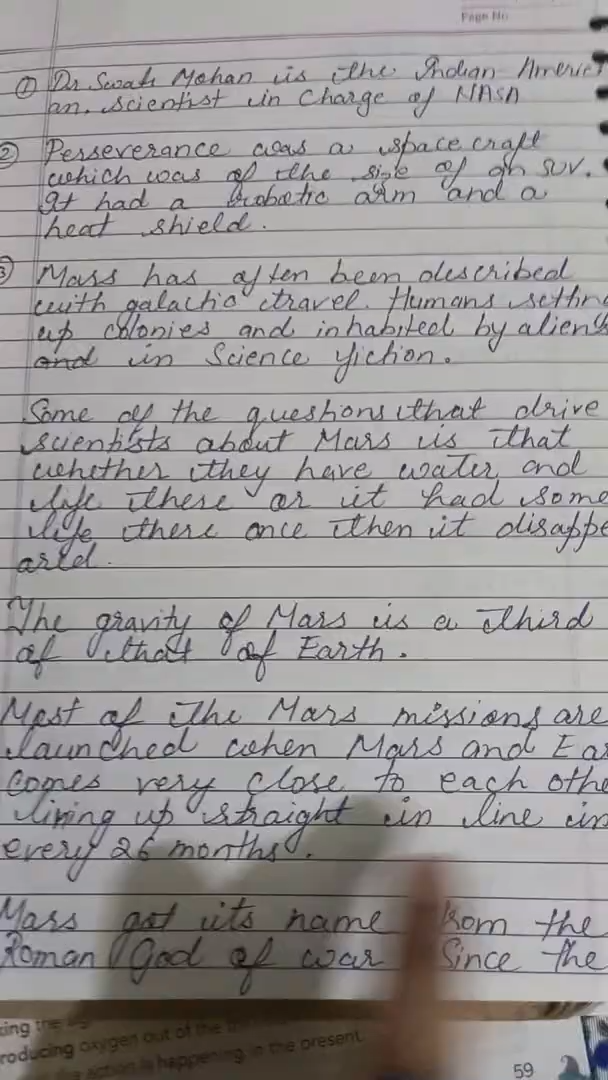 Page No
① Dr Swati Mohan is the Indian Americ
an. scientist in Charge of NASA
② Perseverance was a space craft
which was of the size of an SUV.
It had a robotic arm and a
heat shield.
3 Mars has often been described
with galactic travel. Humans settin
up colonies and inhabited by aliens
and in Science fiction.
Some of the questions that drive
scientists about Mars is that
whether they have water and
life there or it had some
life there once then it disappe
ared.
The gravity of Mars is a third
of that of Earth.
Most of the Mars missions are
launched when Mars and Ear
comes very close to each othe
lining up straight in line in
every 26 months.
Mars got its name from the
Roman God of war Since the
king the
roducing oxygen out of the
the action is happening in the present.
59